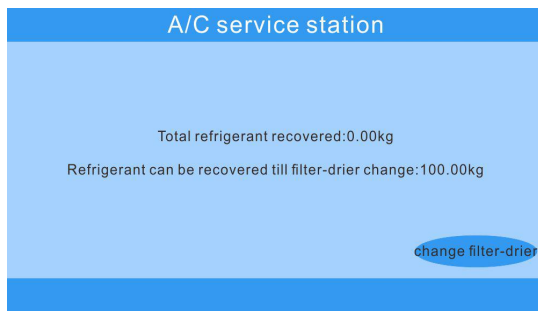 A/C service station
Total refrigerant recovered:0.00kg
Refrigerant can be recovered till filter-drier change:100.00kg
change filter-drier